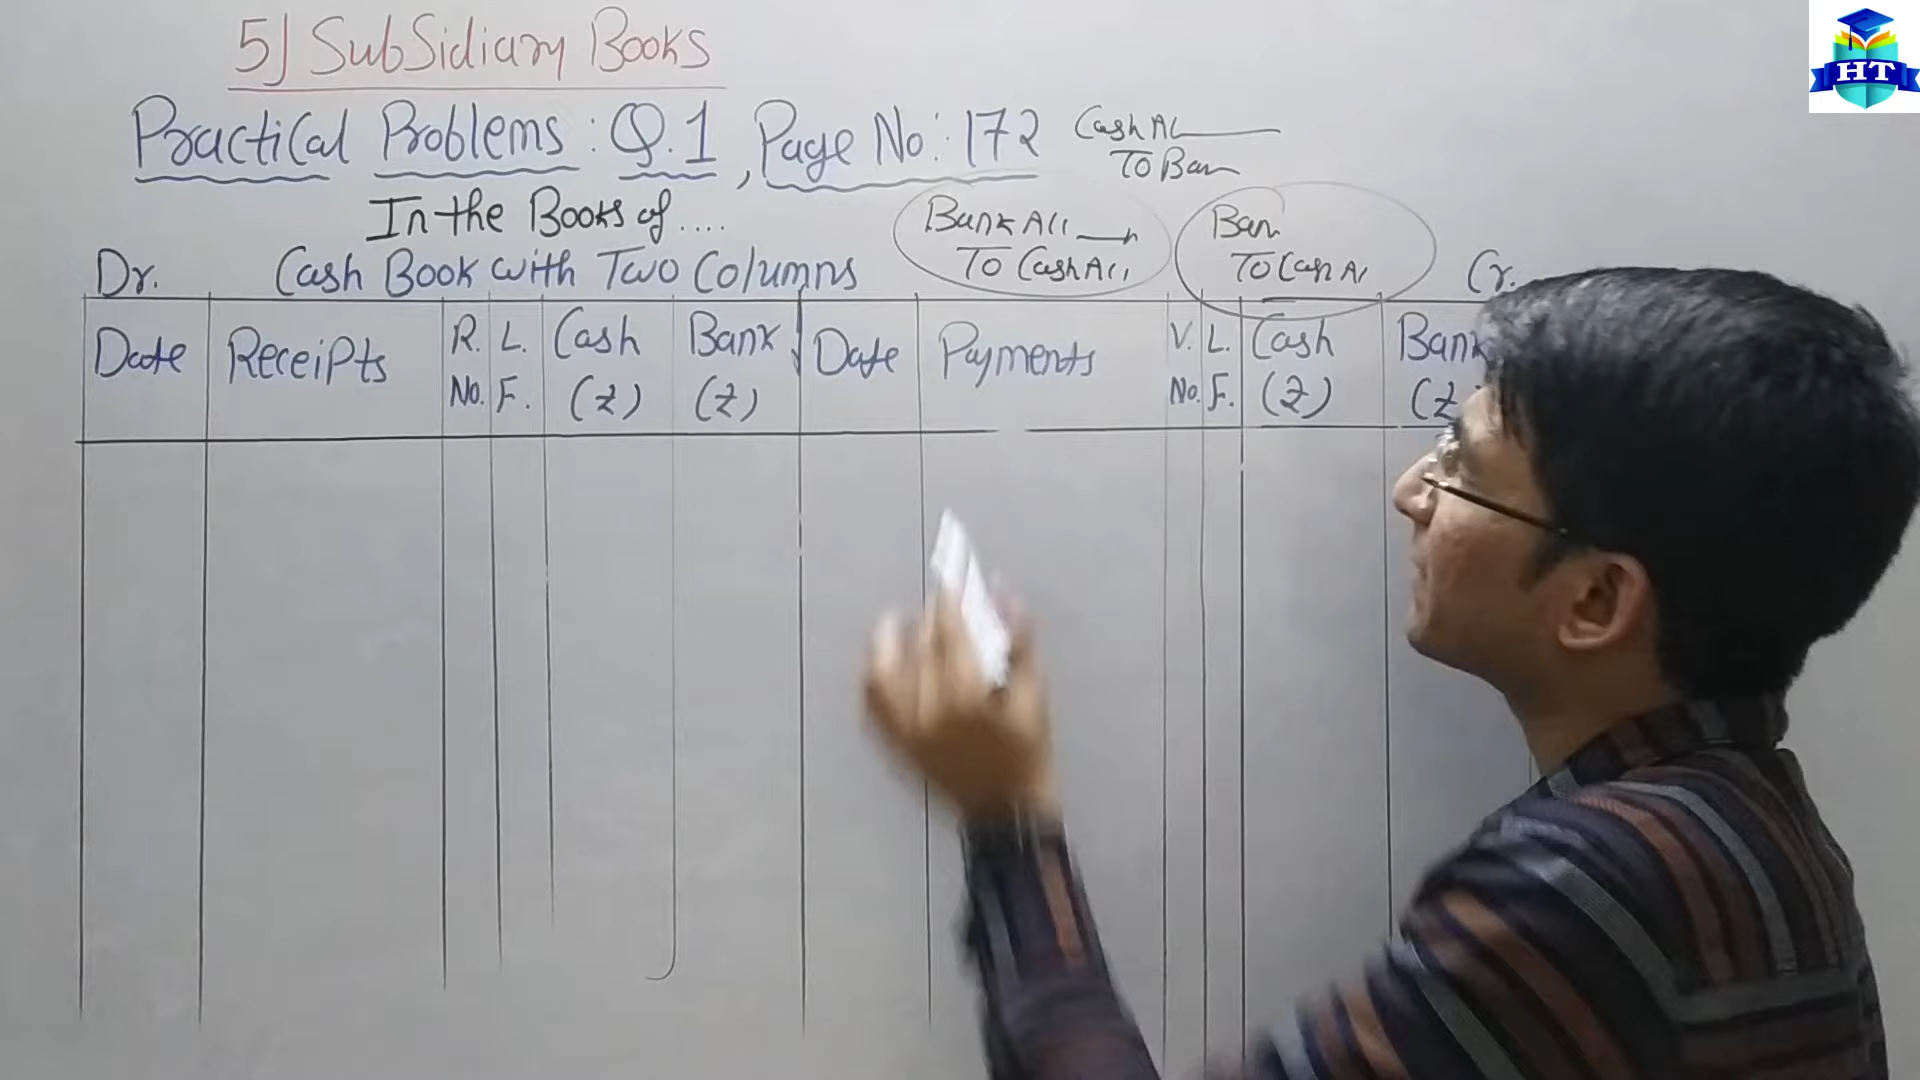 5] Subsidiary Books
Practical Problems : Q.1, Page No: 172
Cash A/c
To Ban
In the Books of ....
Bank A/c
To Cash A/c
Ban
To Cash A/
Dr. Cash Book with Two Columns Cr.
Date Receipts R. No. L. F. Cash (₹) Bank (₹) Date Payments V. No. L. F. Cash (₹) Bank (₹
HT